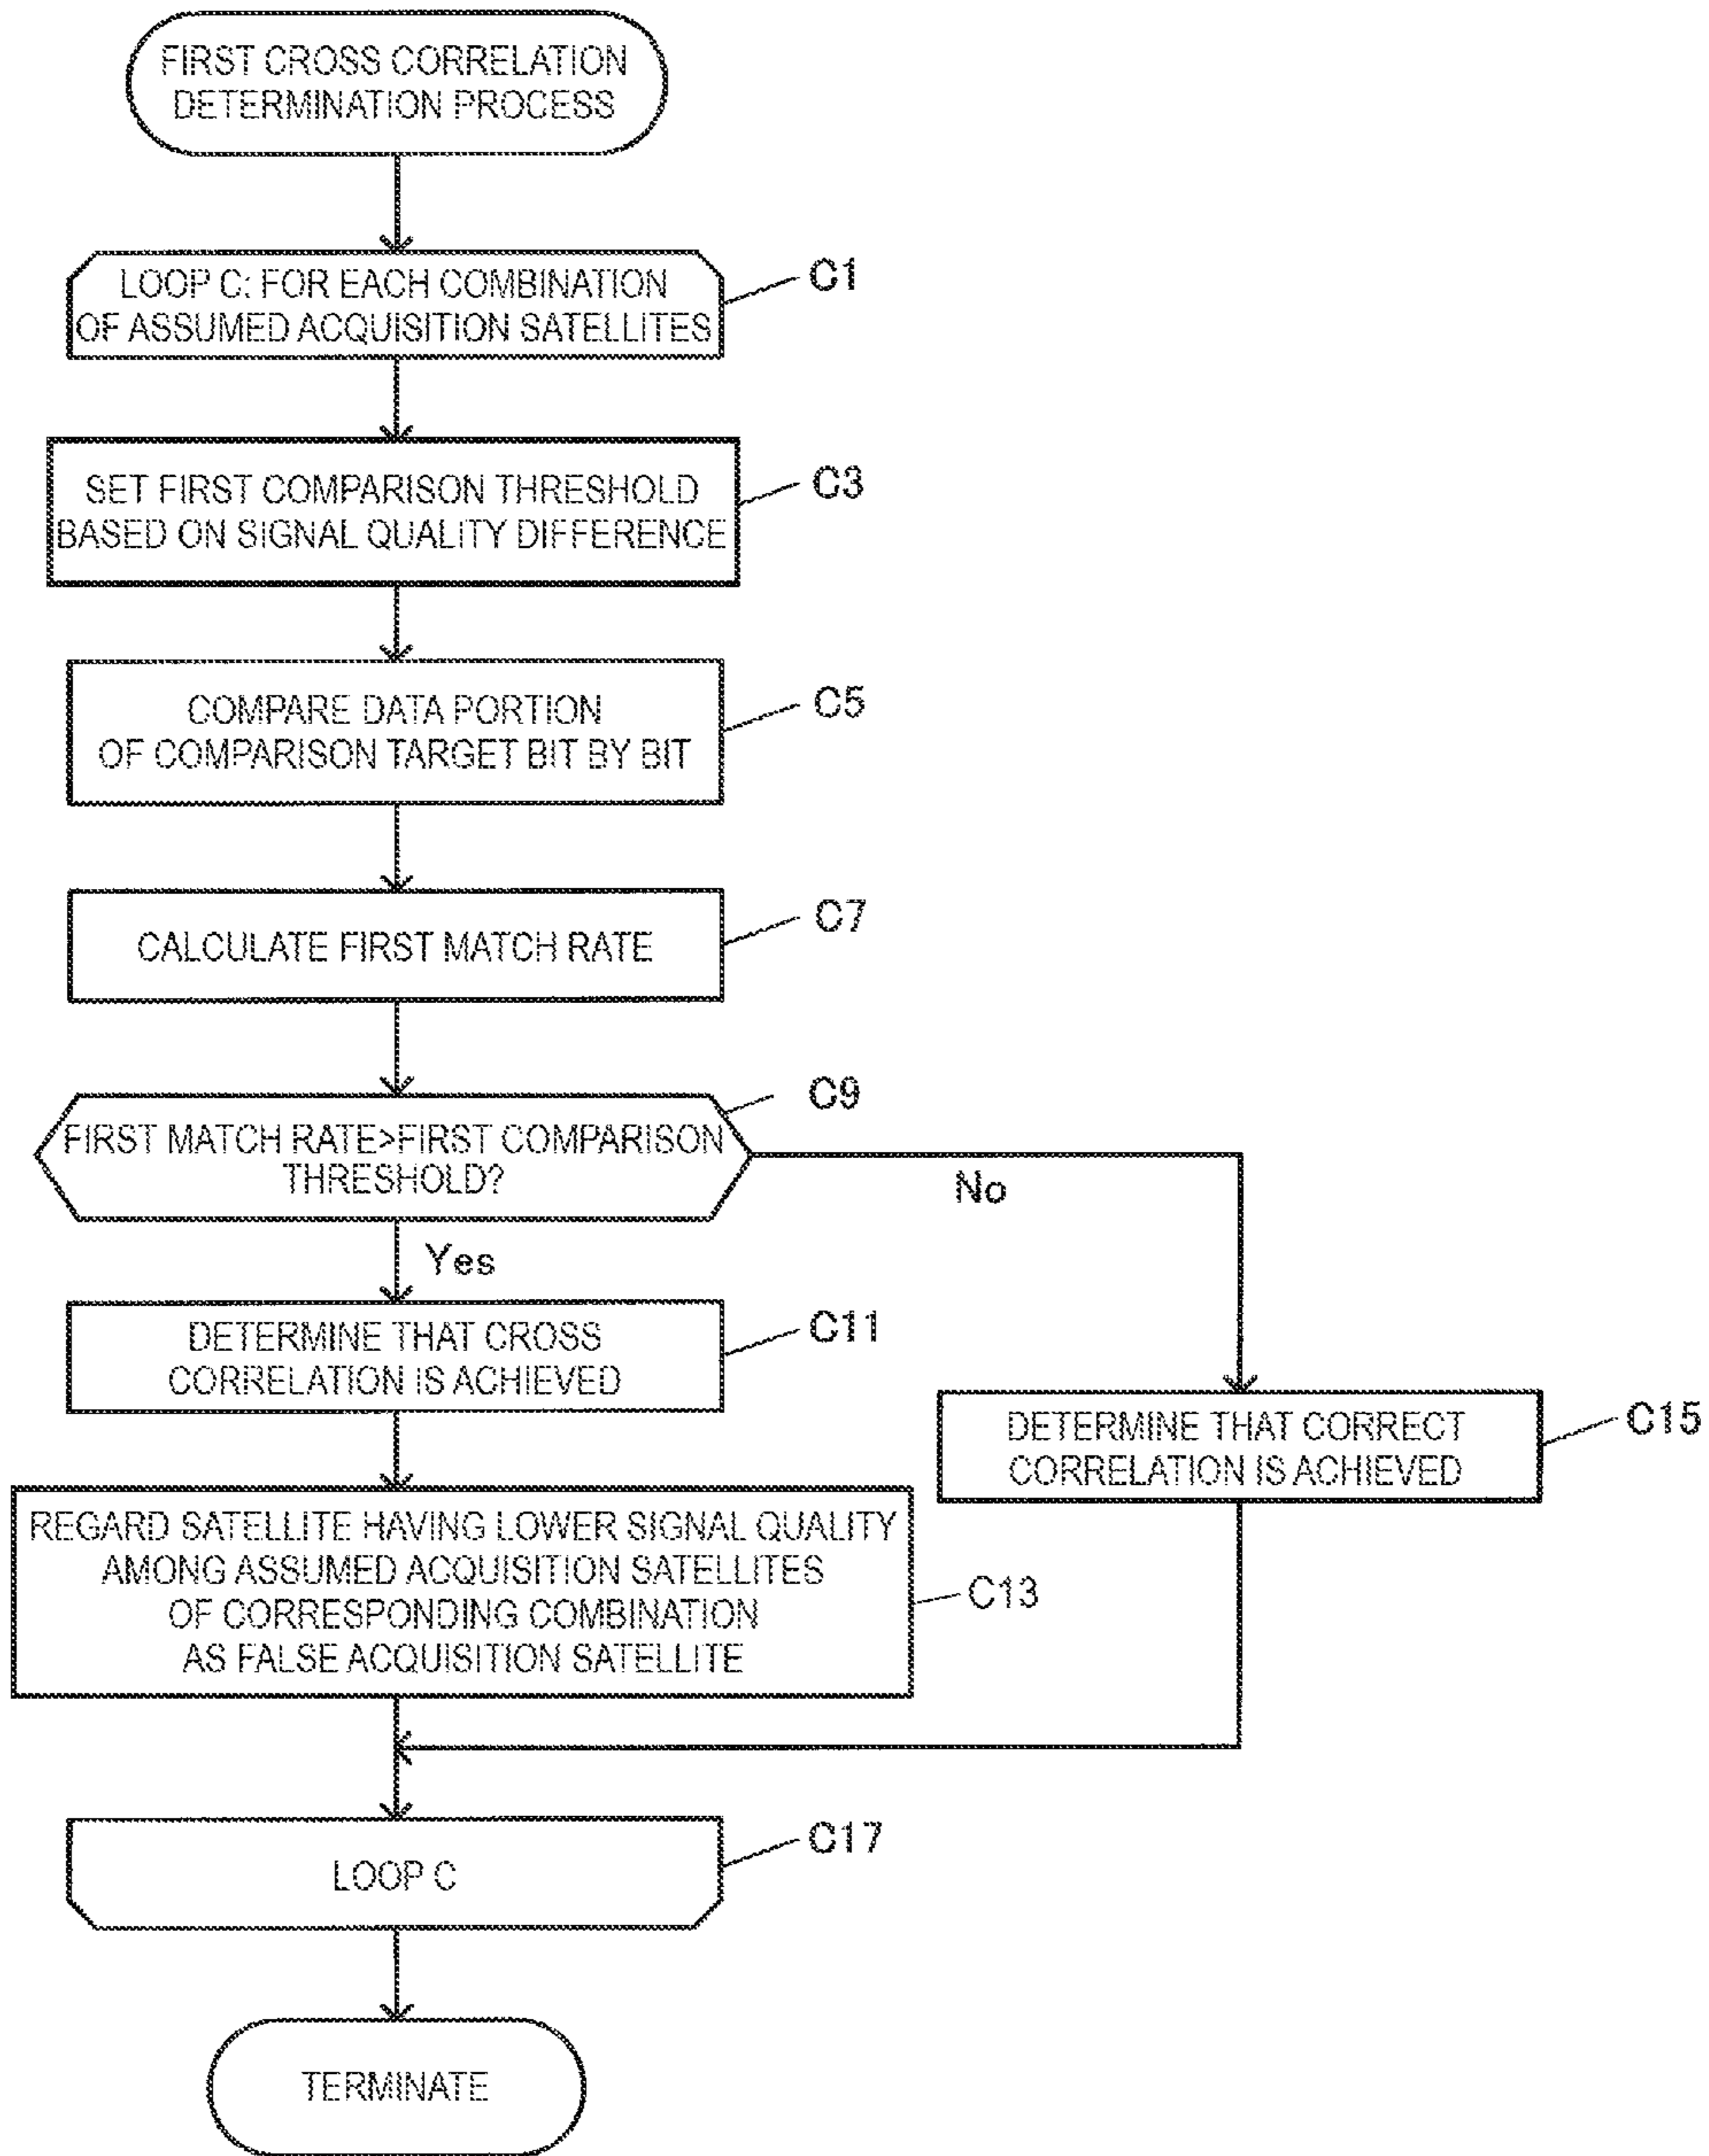 FIRST CROSS CORRELATION
DETERMINATION PROCESS
LOOP C: FOR EACH COMBINATION
OF ASSUMED ACQUISITION SATELLITES
C1
SET FIRST COMPARISON THRESHOLD
BASED ON SIGNAL QUALITY DIFFERENCE
C3
COMPARE DATA PORTION
OF COMPARISON TARGET BIT BY BIT
C5
CALCULATE FIRST MATCH RATE
C7
FIRST MATCH RATE>FIRST COMPARISON
THRESHOLD?
C9
No
Yes
DETERMINE THAT CROSS
CORRELATION IS ACHIEVED
C11
DETERMINE THAT CORRECT
CORRELATION IS ACHIEVED
C15
REGARD SATELLITE HAVING LOWER SIGNAL QUALITY
AMONG ASSUMED ACQUISITION SATELLITES
OF CORRESPONDING COMBINATION
AS FALSE ACQUISITION SATELLITE
C13
LOOP C
C17
TERMINATE